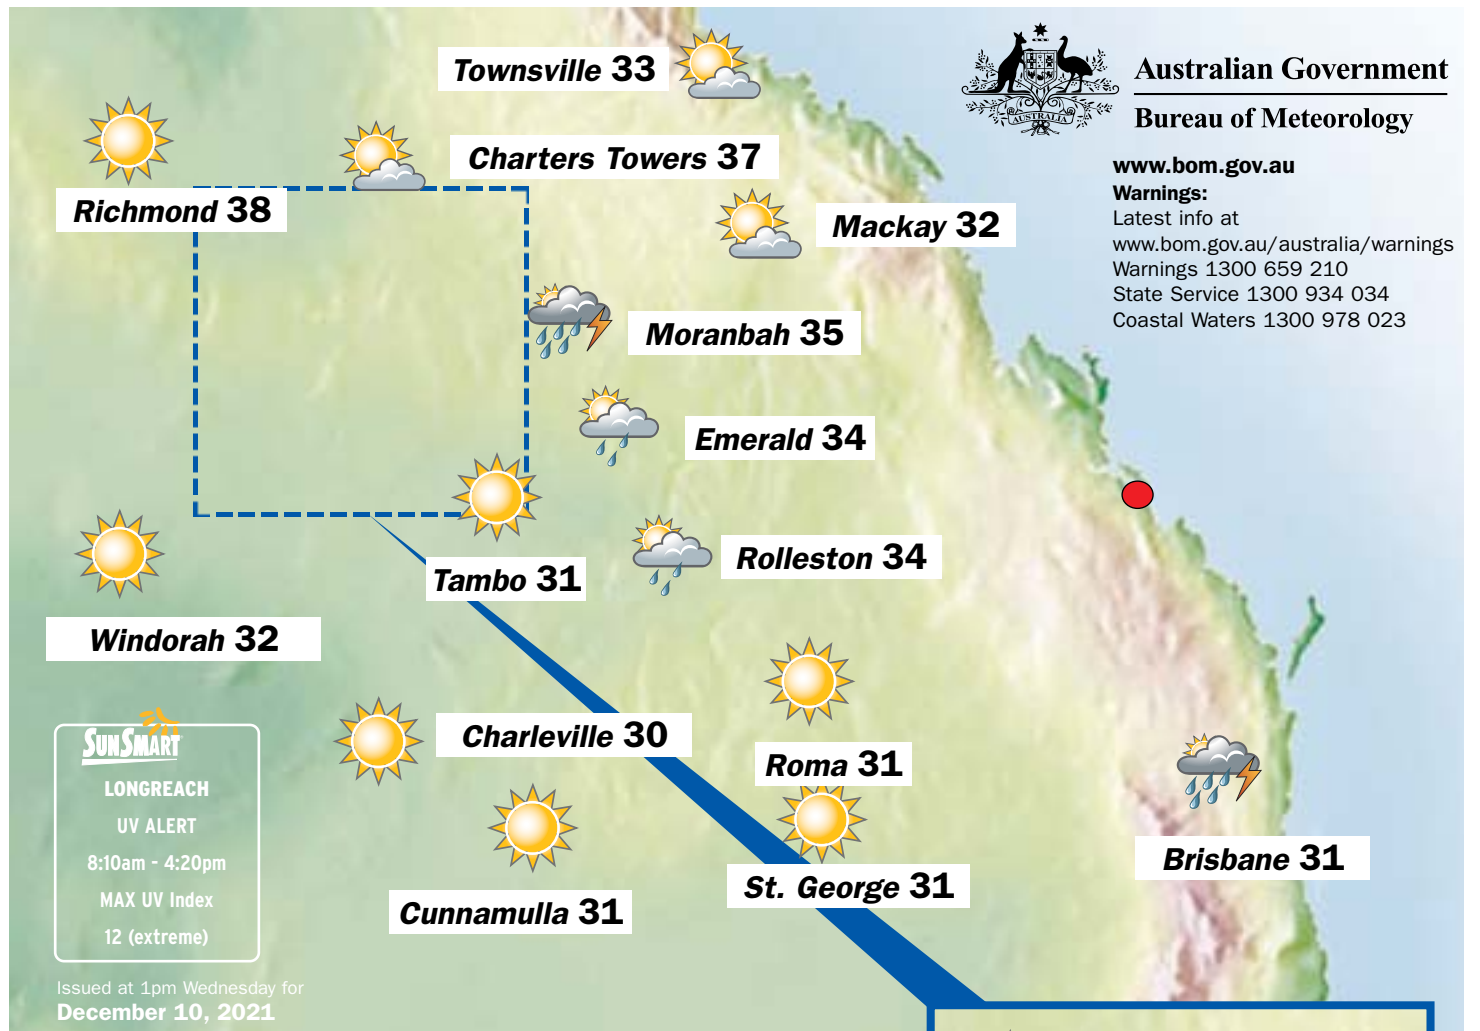 Townsville 33
Australian Government
Bureau of Meteorology
AUSTRALIA
www.bom.gov.au
Warnings:
Latest info at
www.bom.gov.au/australia/warnings
Warnings 1300 659 210
State Service 1300 934 034
Coastal Waters 1300 978 023
Charters Towers 37
Richmond 38
Mackay 32
Moranbah 35
Emerald 34
Rolleston 34
Tambo 31
Windorah 32
Charleville 30
Roma 31
St. George 31
Brisbane 31
Cunnamulla 31
SUNSMART
LONGREACH
UV ALERT
8:10am - 4:20pm
MAX UV Index
12 (extreme)
Issued at 1pm Wednesday for
December 10, 2021